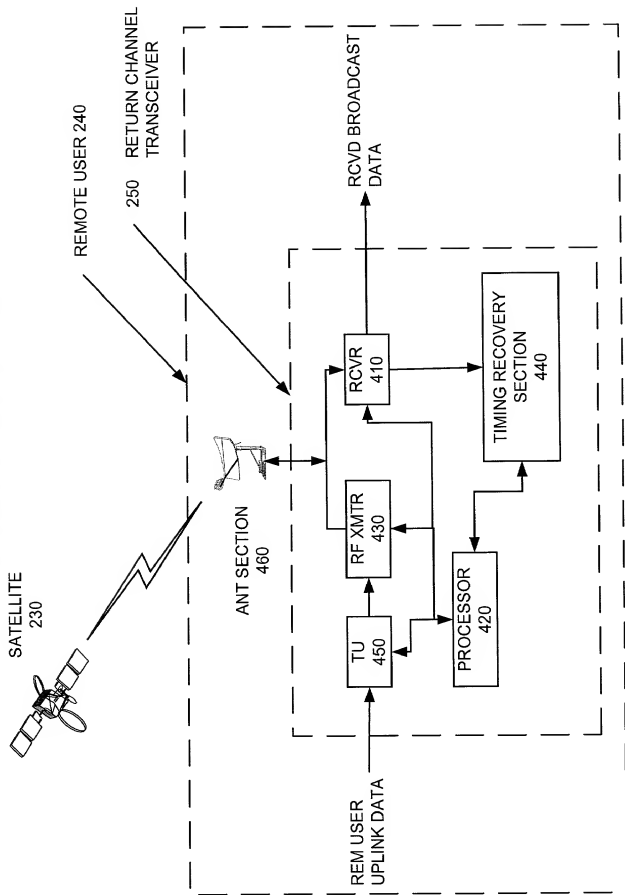 SATELLITE
230
REMOTE USER 240
250 RETURN CHANNEL
TRANSCEIVER
ANT SECTION
460
REM USER
UPLINK DATA
TU
450
RF XMTR
430
RCVR
410
RCVD BROADCAST
DATA
PROCESSOR
420
TIMING RECOVERY
SECTION
440